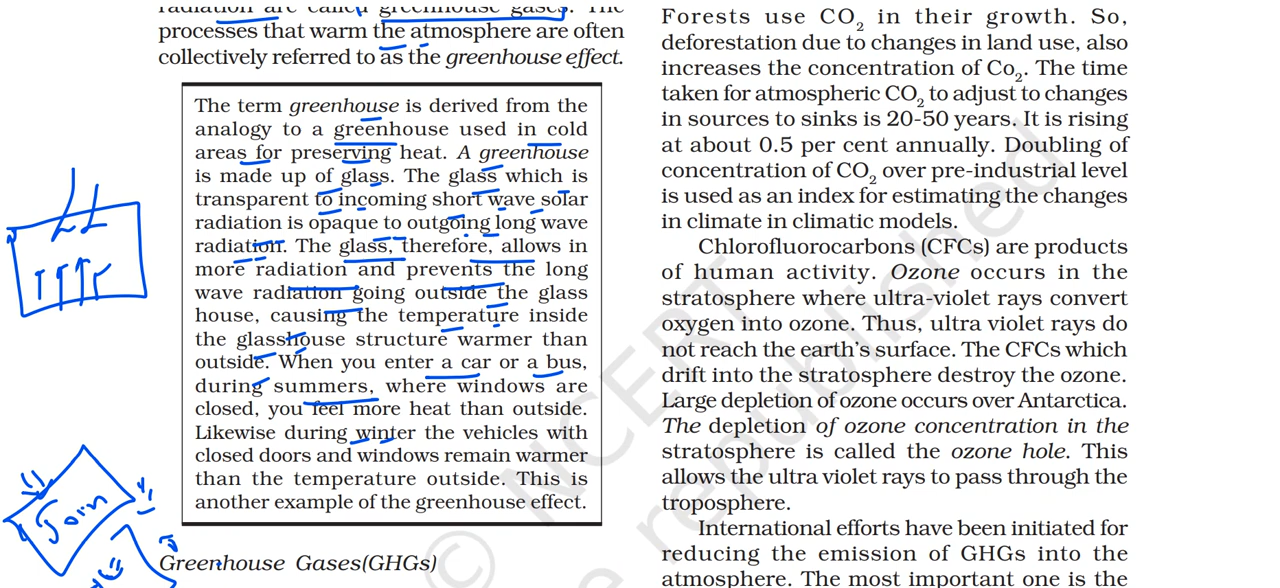 radiation are called greenhouse gases. The
processes that warm the atmosphere are often
collectively referred to as the greenhouse effect.
The term greenhouse is derived from the
analogy to a greenhouse used in cold
areas for preserving heat. A greenhouse
is made up of glass. The glass which is
transparent to incoming short wave solar
radiation is opaque to outgoing long wave
radiation. The glass, therefore, allows in
more radiation and prevents the long
wave radiation going outside the glass
house, causing the temperature inside
the glasshouse structure warmer than
outside. When you enter a car or a bus,
during summers, where windows are
closed, you feel more heat than outside.
Likewise during winter the vehicles with
closed doors and windows remain warmer
than the temperature outside. This is
another example of the greenhouse effect.
Greenhouse Gases(GHGs)
Forests use CO₂ in their growth. So,
deforestation due to changes in land use, also
increases the concentration of Co₂. The time
taken for atmospheric CO₂ to adjust to changes
in sources to sinks is 20-50 years. It is rising
at about 0.5 per cent annually. Doubling of
concentration of CO₂ over pre-industrial level
is used as an index for estimating the changes
in climate in climatic models.
Chlorofluorocarbons (CFCs) are products
of human activity. Ozone occurs in the
stratosphere where ultra-violet rays convert
oxygen into ozone. Thus, ultra violet rays do
not reach the earth's surface. The CFCs which
drift into the stratosphere destroy the ozone.
Large depletion of ozone occurs over Antarctica.
The depletion of ozone concentration in the
stratosphere is called the ozone hole. This
allows the ultra violet rays to pass through the
troposphere.
International efforts have been initiated for
reducing the emission of GHGs into the
atmosphere. The most important one is the
© NCERT
be republished